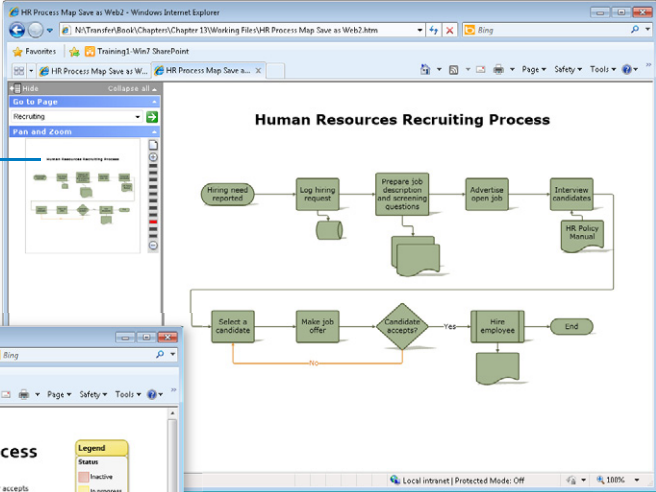 HR Process Map Save as Web2 - Windows Internet Explorer
N:\Transfer\Book\Chapters\Chapter 13\Working Files\HR Process Map Save as Web2.htm
Bing
Favorites
Training1-Win7 SharePoint
HR Process Map Save as W...
HR Process Map Save a...
Page
Safety
Tools
Hide
Collapse all
Go to Page
Recruiting
Pan and Zoom
Human Resources Recruiting Process
Human Resources Recruiting Process
Hiring need
reported
Log hiring
request
Prepare job
description
and screening
questions
Advertise
open job
Interview
candidates
HR Policy
Manual
Select a
candidate
Make job
offer
Candidate
accepts?
Yes
Hire
employee
End
No
Bing
Page
Safety
Tools
cess
accepts
Legend
Status
Inactive
In progress
Local intranet | Protected Mode: Off
100%